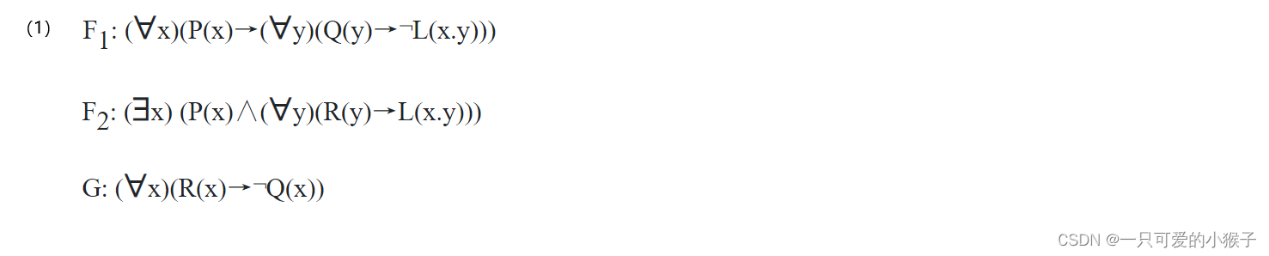 (1) F₁: (∀x)(P(x)→(∀y)(Q(y)→¬L(x.y)))
F₂: (∃x) (P(x)∧(∀y)(R(y)→L(x.y)))
G: (∀x)(R(x)→¬Q(x))
CSDN @一只可爱的小猴子